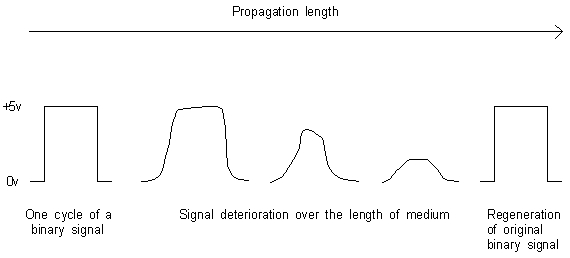 Propagation length
+5v
0v
One cycle of a
binary signal
Signal deterioration over the length of medium
Regeneration
of original
binary signal